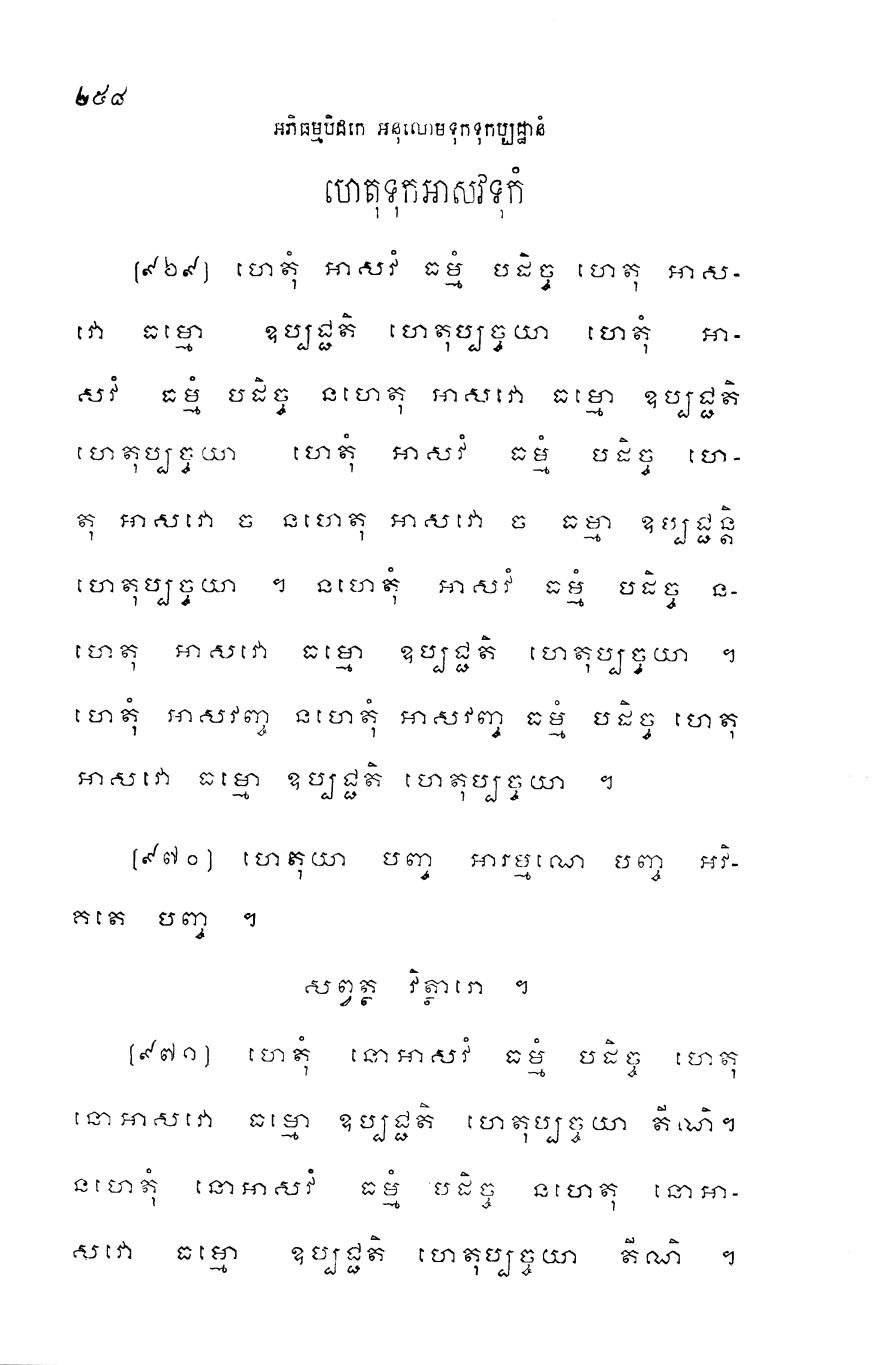 ២៥៨
អភិធម្មបិដកេ អនុលោមទុកទុកប្បដ្ឋានំ
ហេតុទុកអាសវទុកំ
(៩៦៩) ហេតុំ អាសវំ ធម្មំ បដិច្ច ហេតុ អាស-
វោ ធម្មោ ឧប្បជ្ជតិ ហេតុប្បច្ចយា ហេតុំ អា-
សវំ ធម្មំ បដិច្ច នហេតុ អាសវោ ធម្មោ ឧប្បជ្ជតិ
ហេតុប្បច្ចយា ហេតុំ អាសវំ ធម្មំ បដិច្ច ហេ-
តុ អាសវោ ច នហេតុ អាសវោ ច ធម្មា ឧប្បជ្ជន្តិ
ហេតុប្បច្ចយា ។ នហេតុំ អាសវំ ធម្មំ បដិច្ច ន-
ហេតុ អាសវោ ធម្មោ ឧប្បជ្ជតិ ហេតុប្បច្ចយា ។
ហេតុំ អាសវញ្ច នហេតុំ អាសវញ្ច ធម្មំ បដិច្ច ហេតុ
អាសវោ ធម្មោ ឧប្បជ្ជតិ ហេតុប្បច្ចយា ។
(៩៧០) ហេតុយា បញ្ច អារម្មណេ បញ្ច អវិ-
កតេ បញ្ច ។
សព្វត្ថ វិត្ថារោ ។
(៩៧១) ហេតុំ នោអាសវំ ធម្មំ បដិច្ច ហេតុ
នោអាសវោ ធម្មោ ឧប្បជ្ជតិ ហេតុប្បច្ចយា តីណិ។
នហេតុំ នោអាសវំ ធម្មំ បដិច្ច នហេតុ នោអា-
សវោ ធម្មោ ឧប្បជ្ជតិ ហេតុប្បច្ចយា តីណិ ។